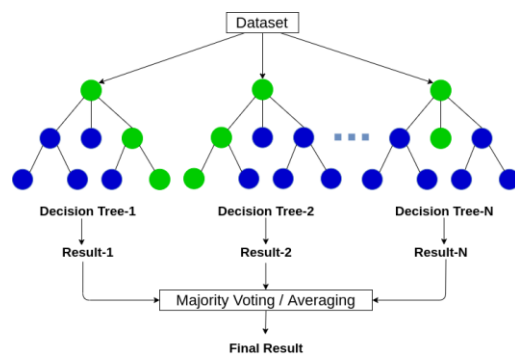 Dataset
Decision Tree-1
Decision Tree-2
Decision Tree-N
Result-1
Result-2
Result-N
Majority Voting / Averaging
Final Result